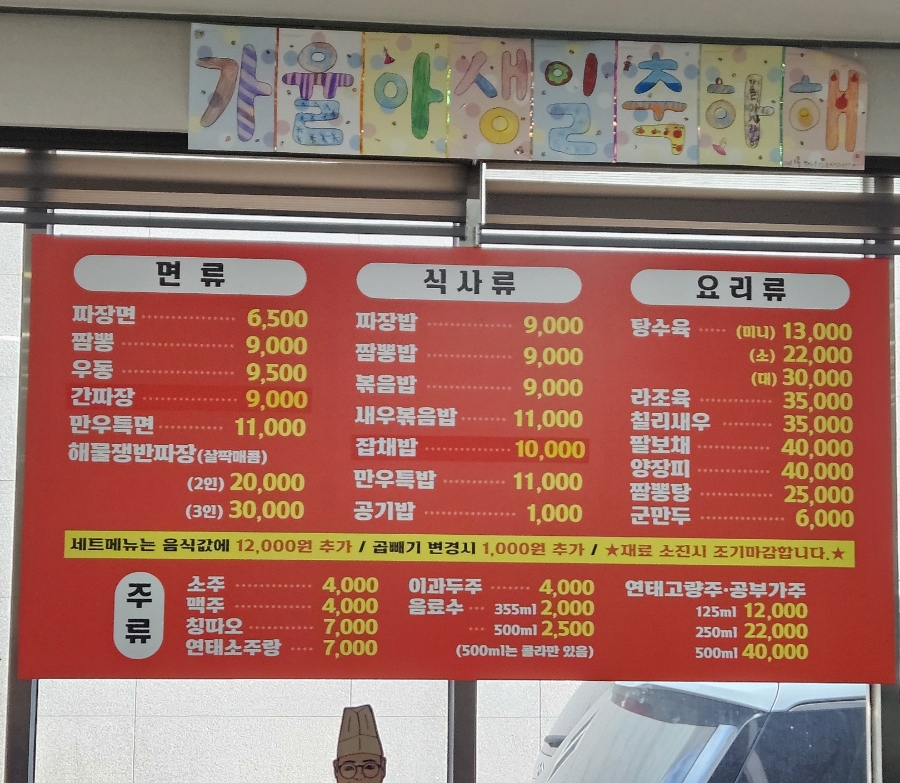 가을아생일축하해
면류
짜장면 6,500
짬뽕 9,000
우동 9,500
간짜장 9,000
만우특면 11,000
해물쟁반짜장(살짝매콤)
(2인) 20,000
(3인) 30,000
식사류
짜장밥 9,000
짬뽕밥 9,000
볶음밥 9,000
새우볶음밥 11,000
잡채밥 10,000
만우특밥 11,000
공기밥 1,000
요리류
탕수육 (미니) 13,000
(소) 22,000
(대) 30,000
라조육 35,000
칠리새우 35,000
팔보채 40,000
양장피 40,000
짬뽕탕 25,000
군만두 6,000
세트메뉴는 음식값에 12,000원 추가 / 곱빼기 변경시 1,000원 추가 / ★재료 소진시 조기마감합니다.★
주류
소주 4,000
맥주 4,000
칭따오 7,000
연태소주랑 7,000
이과두주 4,000
음료수 355ml 2,000
500ml 2,500
(500ml는 콜라만 있음)
연태고량주·공부가주
125ml 12,000
250ml 22,000
500ml 40,000